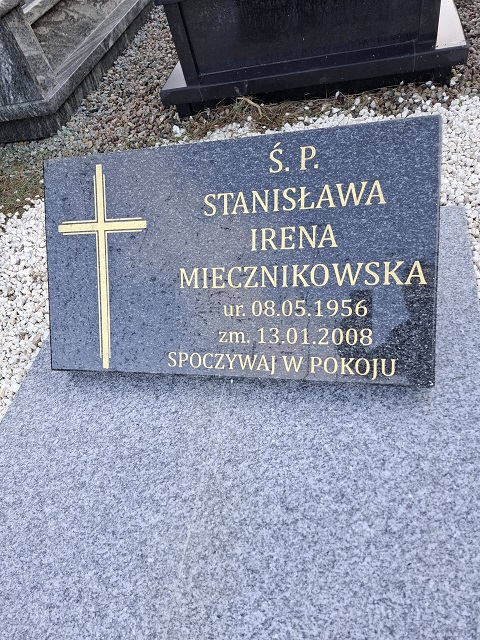 Ś. P.
STANISŁAWA
IRENA
MIECZNIKOWSKA
ur. 08.05.1956
zm. 13.01.2008
SPOCZYWAJ W POKOJU